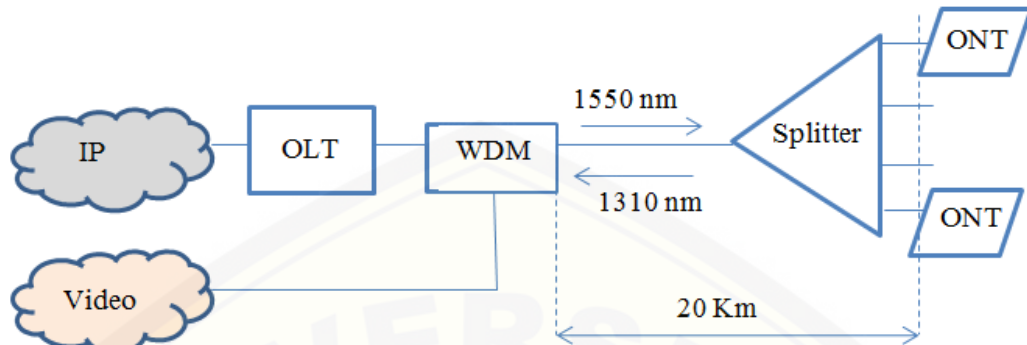 ONT
1550 nm
IP
OLT
WDM
Splitter
1310 nm
ONT
Video
20 Km